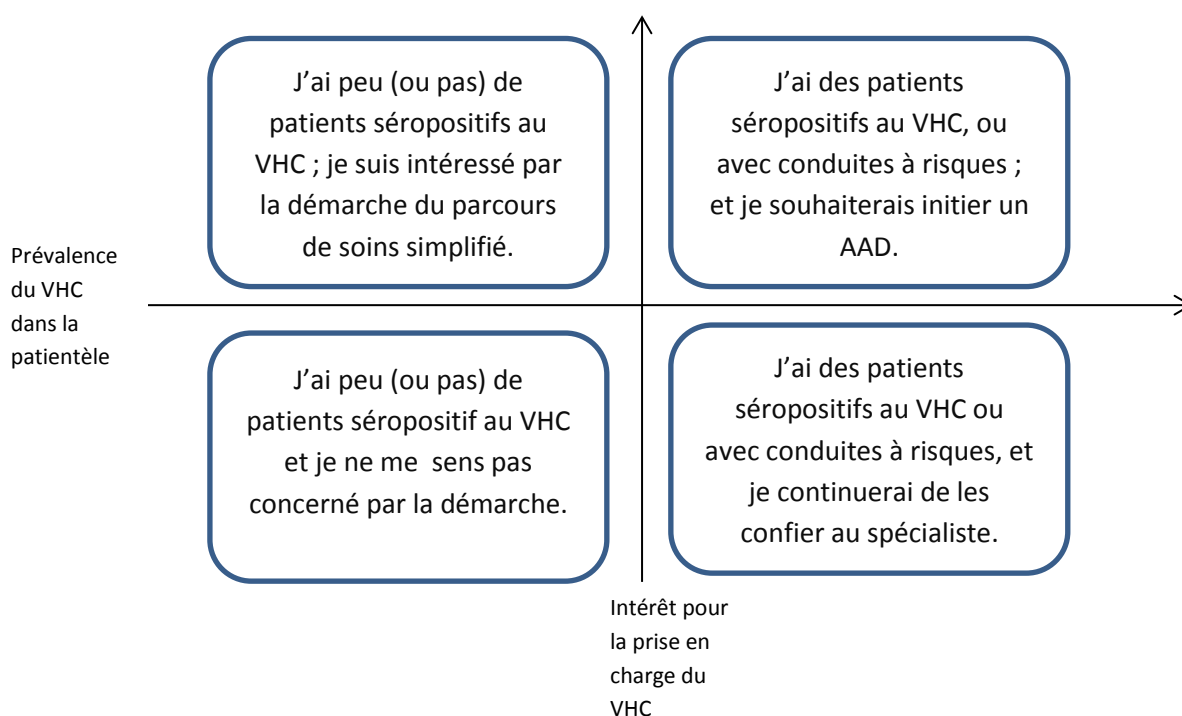 J'ai peu (ou pas) de
patients séropositifs au
VHC ; je suis intéressé par
la démarche du parcours
de soins simplifié.
J'ai des patients
séropositifs au VHC, ou
avec conduites à risques ;
et je souhaiterais initier un
AAD.
Prévalence
du VHC
dans la
patientèle
J'ai peu (ou pas) de
patients séropositif au VHC
et je ne me sens pas
concerné par la démarche.
J'ai des patients
séropositifs au VHC ou
avec conduites à risques, et
je continuerai de les
confier au spécialiste.
Intérêt pour
la prise en
charge du
VHC